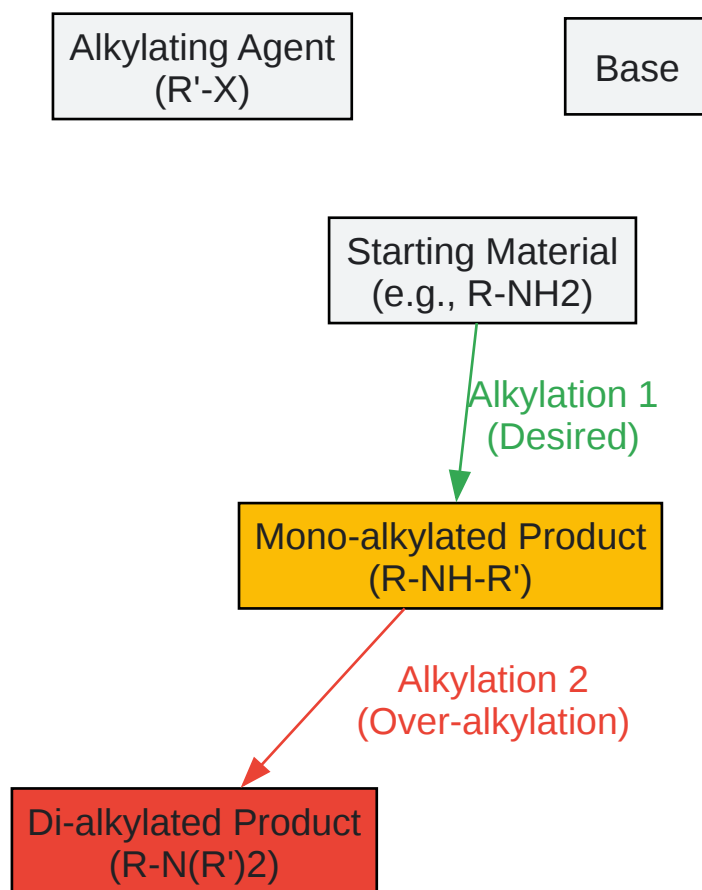 Alkylating Agent
(R'-X)
Base
Starting Material
(e.g., R-NH2)
Alkylation 1
(Desired)
Mono-alkylated Product
(R-NH-R')
Alkylation 2
(Over-alkylation)
Di-alkylated Product
(R-N(R')2)